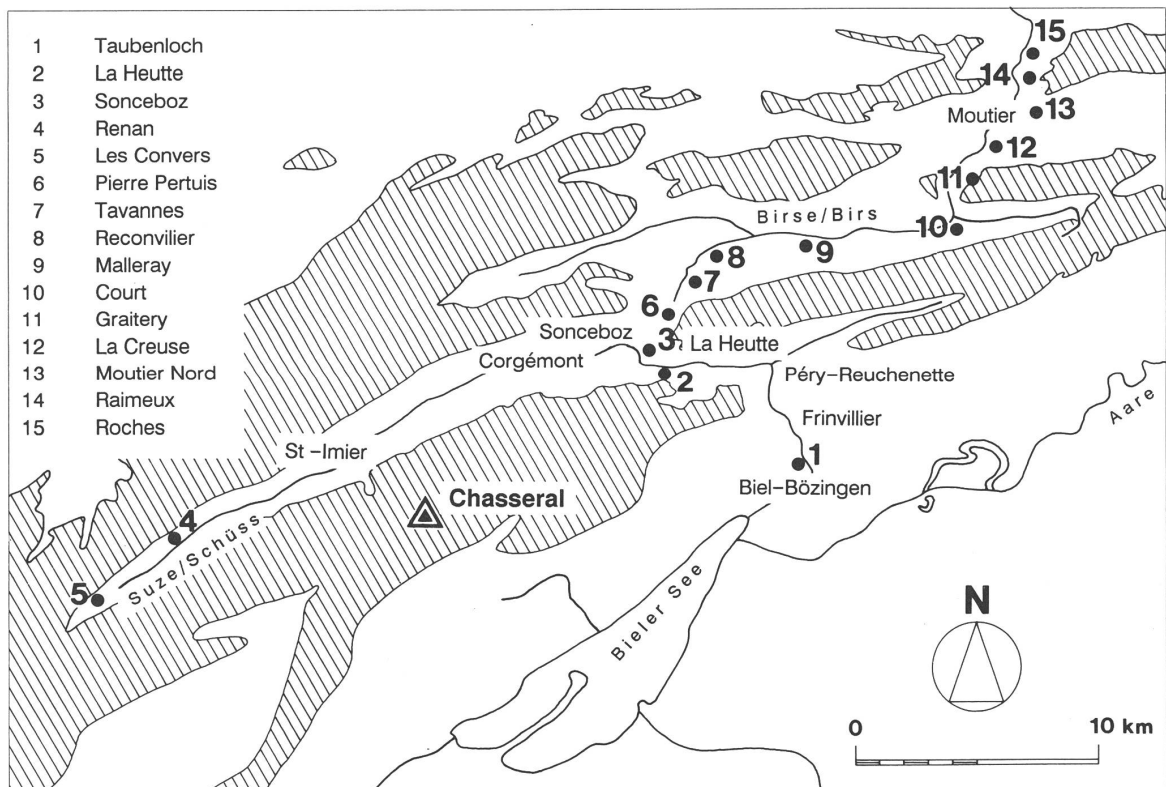 1 Taubenloch
2 La Heutte
3 Sonceboz
4 Renan
5 Les Convers
6 Pierre Pertuis
7 Tavannes
8 Reconvilier
9 Malleray
10 Court
11 Graitery
12 La Creuse
13 Moutier Nord
14 Raimeux
15 Roches
15
14
Moutier
13
12
11
Birse/Birs
10
9
8
7
6
Sonceboz
3
La Heutte
Corgémont
2
Péry-Reuchenette
Aare
Frinvillier
St-Imier
1
Biel-Bözingen
Chasseral
4
Suze/Schüss
5
Bieler See
N
0 10 km